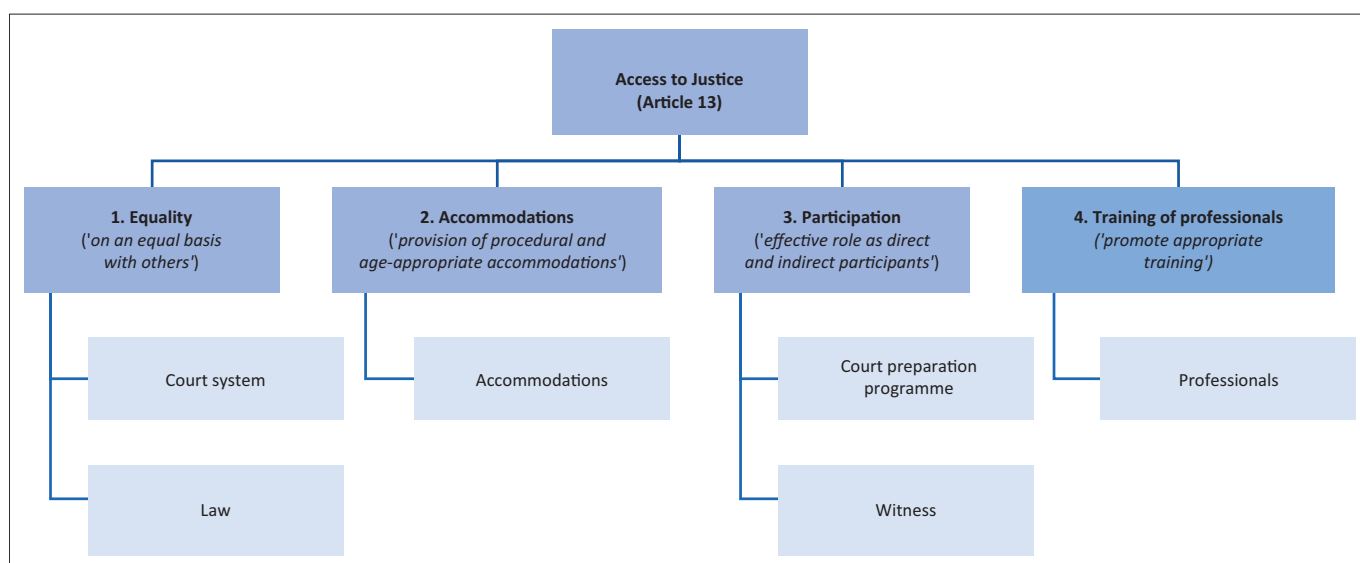 Access to Justice
(Article 13)
1. Equality
('on an equal basis
with others')
2. Accommodations
('provision of procedural and
age-appropriate accommodations')
3. Participation
('effective role as direct
and indirect participants')
4. Training of professionals
('promote appropriate
training')
Court system
Accommodations
Court preparation
programme
Professionals
Law
Witness